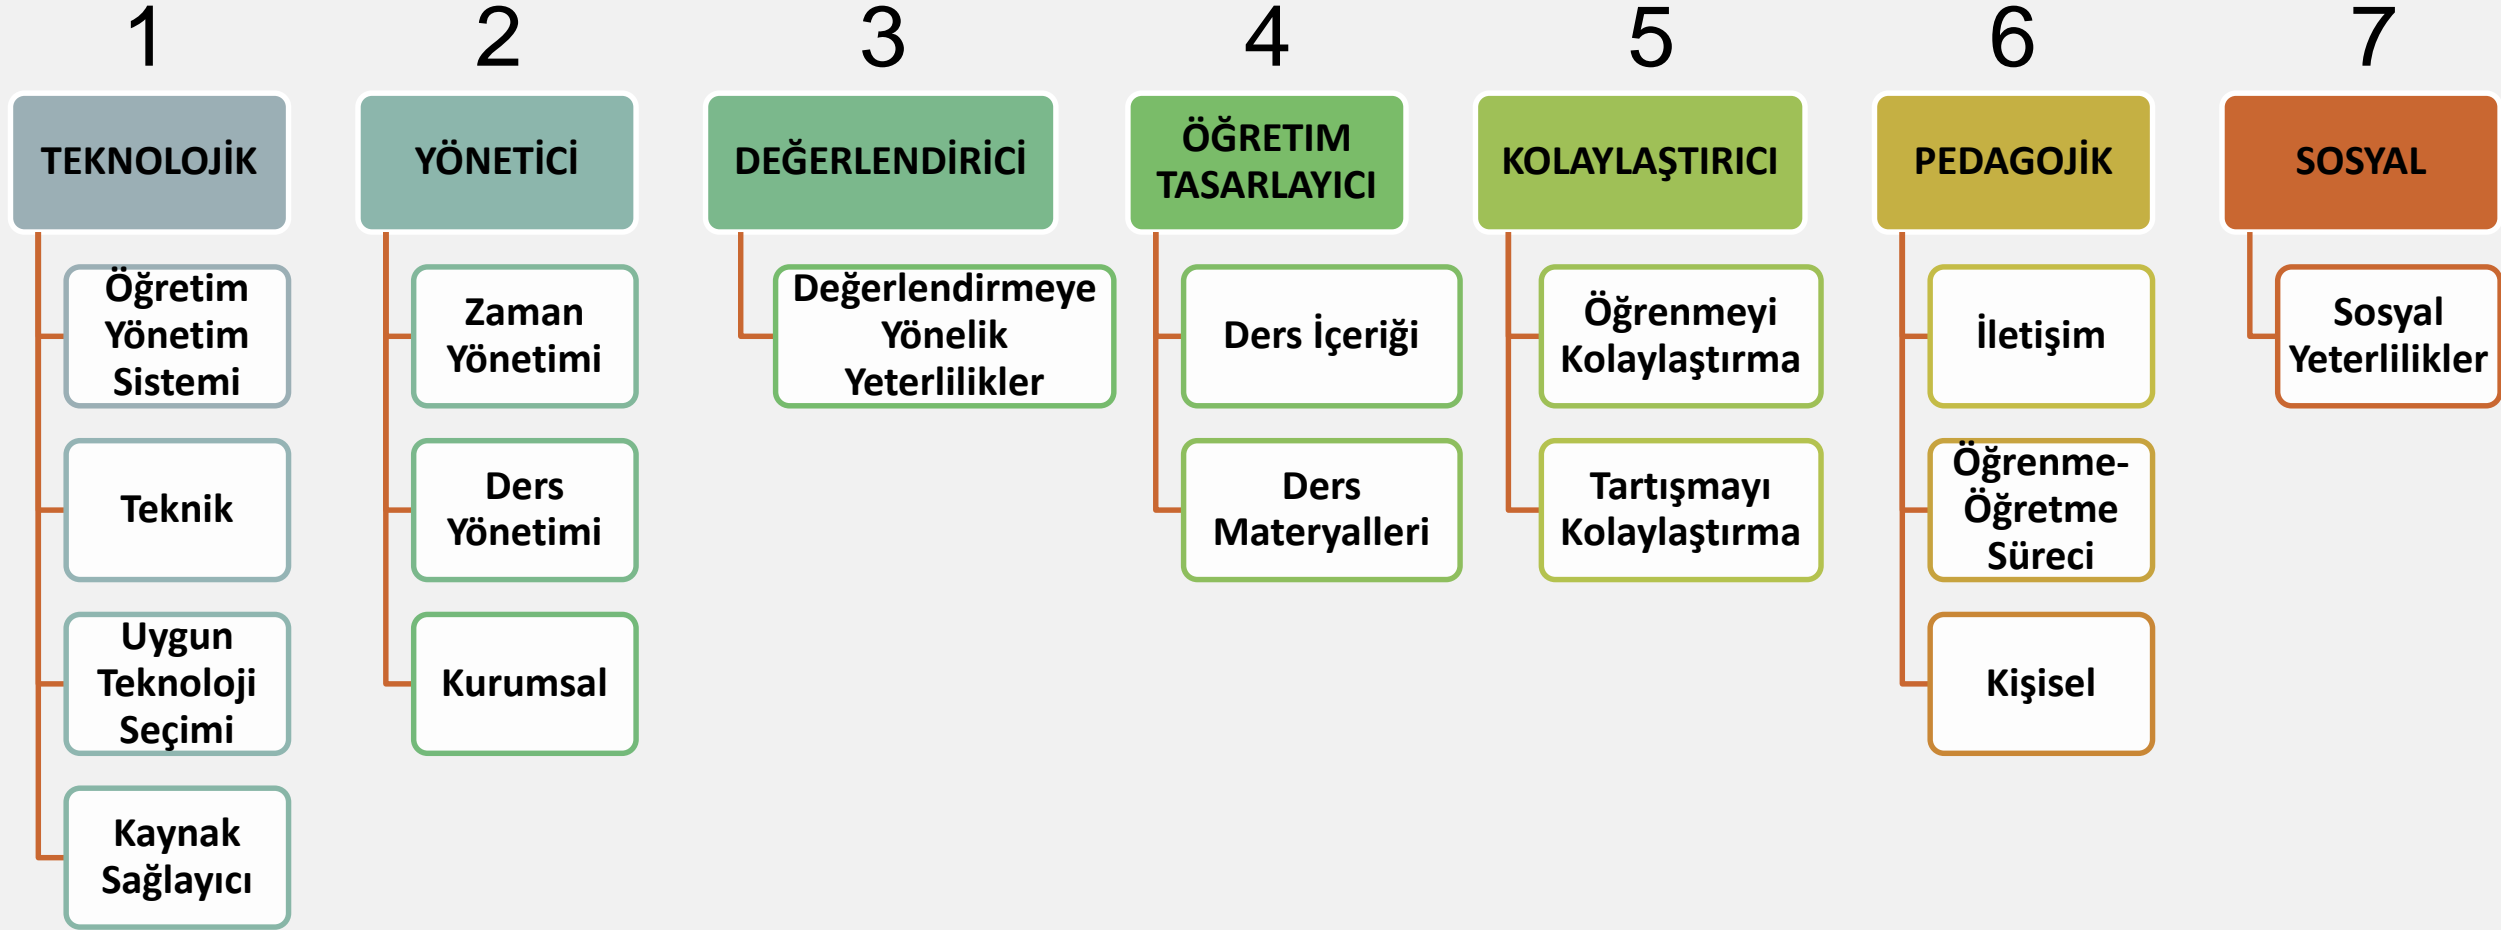 1
TEKNOLOJİK
Öğretim
Yönetim
Sistemi
Teknik
Uygun
Teknoloji
Seçimi
Kaynak
Sağlayıcı
2
YÖNETİCİ
Zaman
Yönetimi
Ders
Yönetimi
Kurumsal
3
DEĞERLENDİRİCİ
Değerlendirmeye
Yönelik
Yeterlilikler
4
ÖĞRETIM
TASARLAYICI
Ders İçeriği
Ders
Materyalleri
5
KOLAYLAŞTIRICI
Öğrenmeyi
Kolaylaştırma
Tartışmayı
Kolaylaştırma
6
PEDAGOJİK
İletişim
Öğrenme-
Öğretme
Süreci
Kişisel
7
SOSYAL
Sosyal
Yeterlilikler